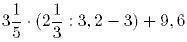 3 1/5 · (2 1/3 : 3,2 − 3) + 9,6